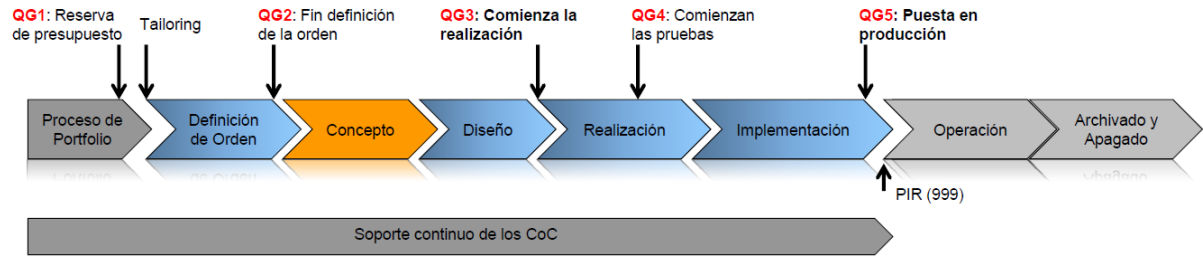 QG1: Reserva
de presupuesto
Tailoring
QG2: Fin definición
de la orden
QG3: Comienza la
realización
QG4: Comienzan
las pruebas
QG5: Puesta en
producción
Proceso de
Portfolio
Definición
de Orden
Concepto
Diseño
Realización
Implementación
Operación
Archivado y
Apagado
PIR (999)
Soporte continuo de los CoC